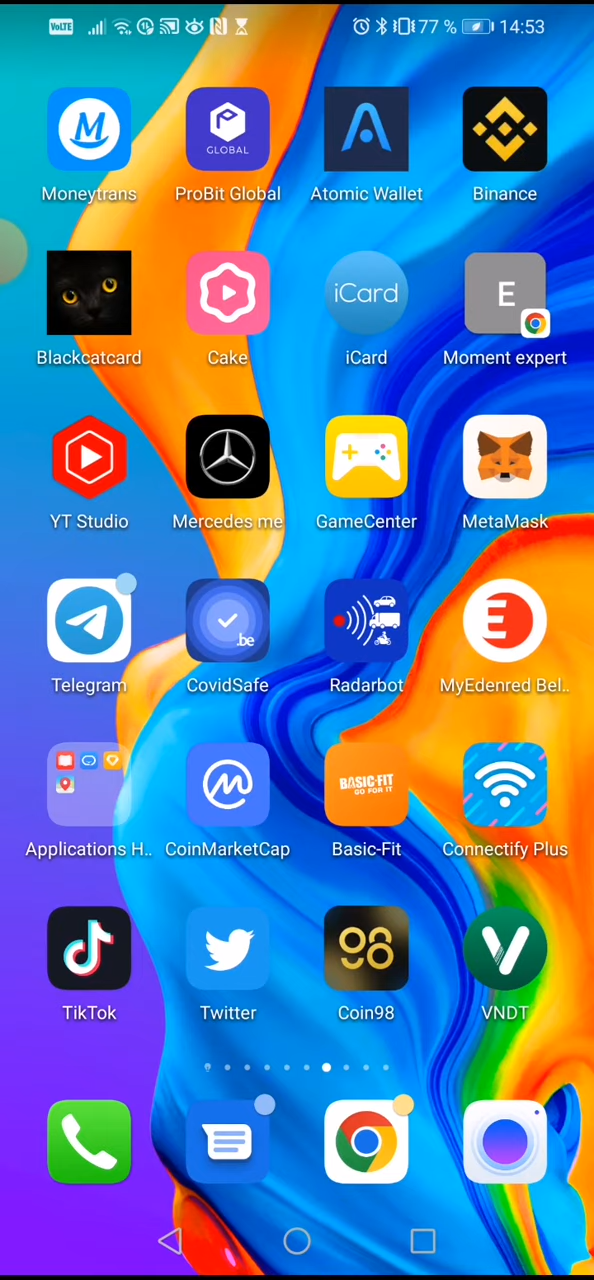 VoLTE 77 % 14:53
M GLOBAL
Moneytrans ProBit Global Atomic Wallet Binance
iCard E
Blackcatcard Cake iCard Moment expert
YT Studio Mercedes me GameCenter MetaMask
.be
Telegram CovidSafe Radarbot MyEdenred Bel..
BASIC-FIT
GO FOR IT
Applications H.. CoinMarketCap Basic-Fit Connectify Plus
98
TikTok Twitter Coin98 VNDT